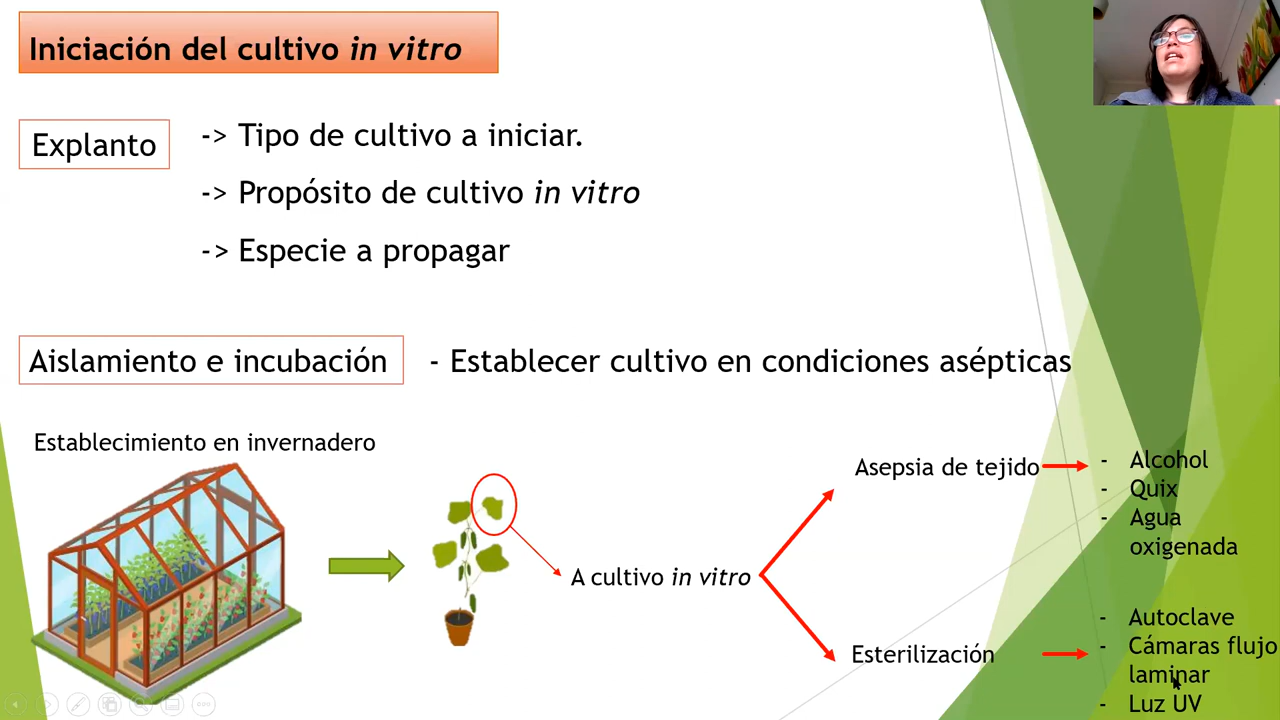 Iniciación del cultivo in vitro
Explanto
-> Tipo de cultivo a iniciar.
-> Propósito de cultivo in vitro
-> Especie a propagar
Aislamiento e incubación
- Establecer cultivo en condiciones asépticas
Establecimiento en invernadero
A cultivo in vitro
Asepsia de tejido
- Alcohol
- Quix
- Agua
oxigenada
Esterilización
- Autoclave
- Cámaras flujo
laminar
- Luz UV